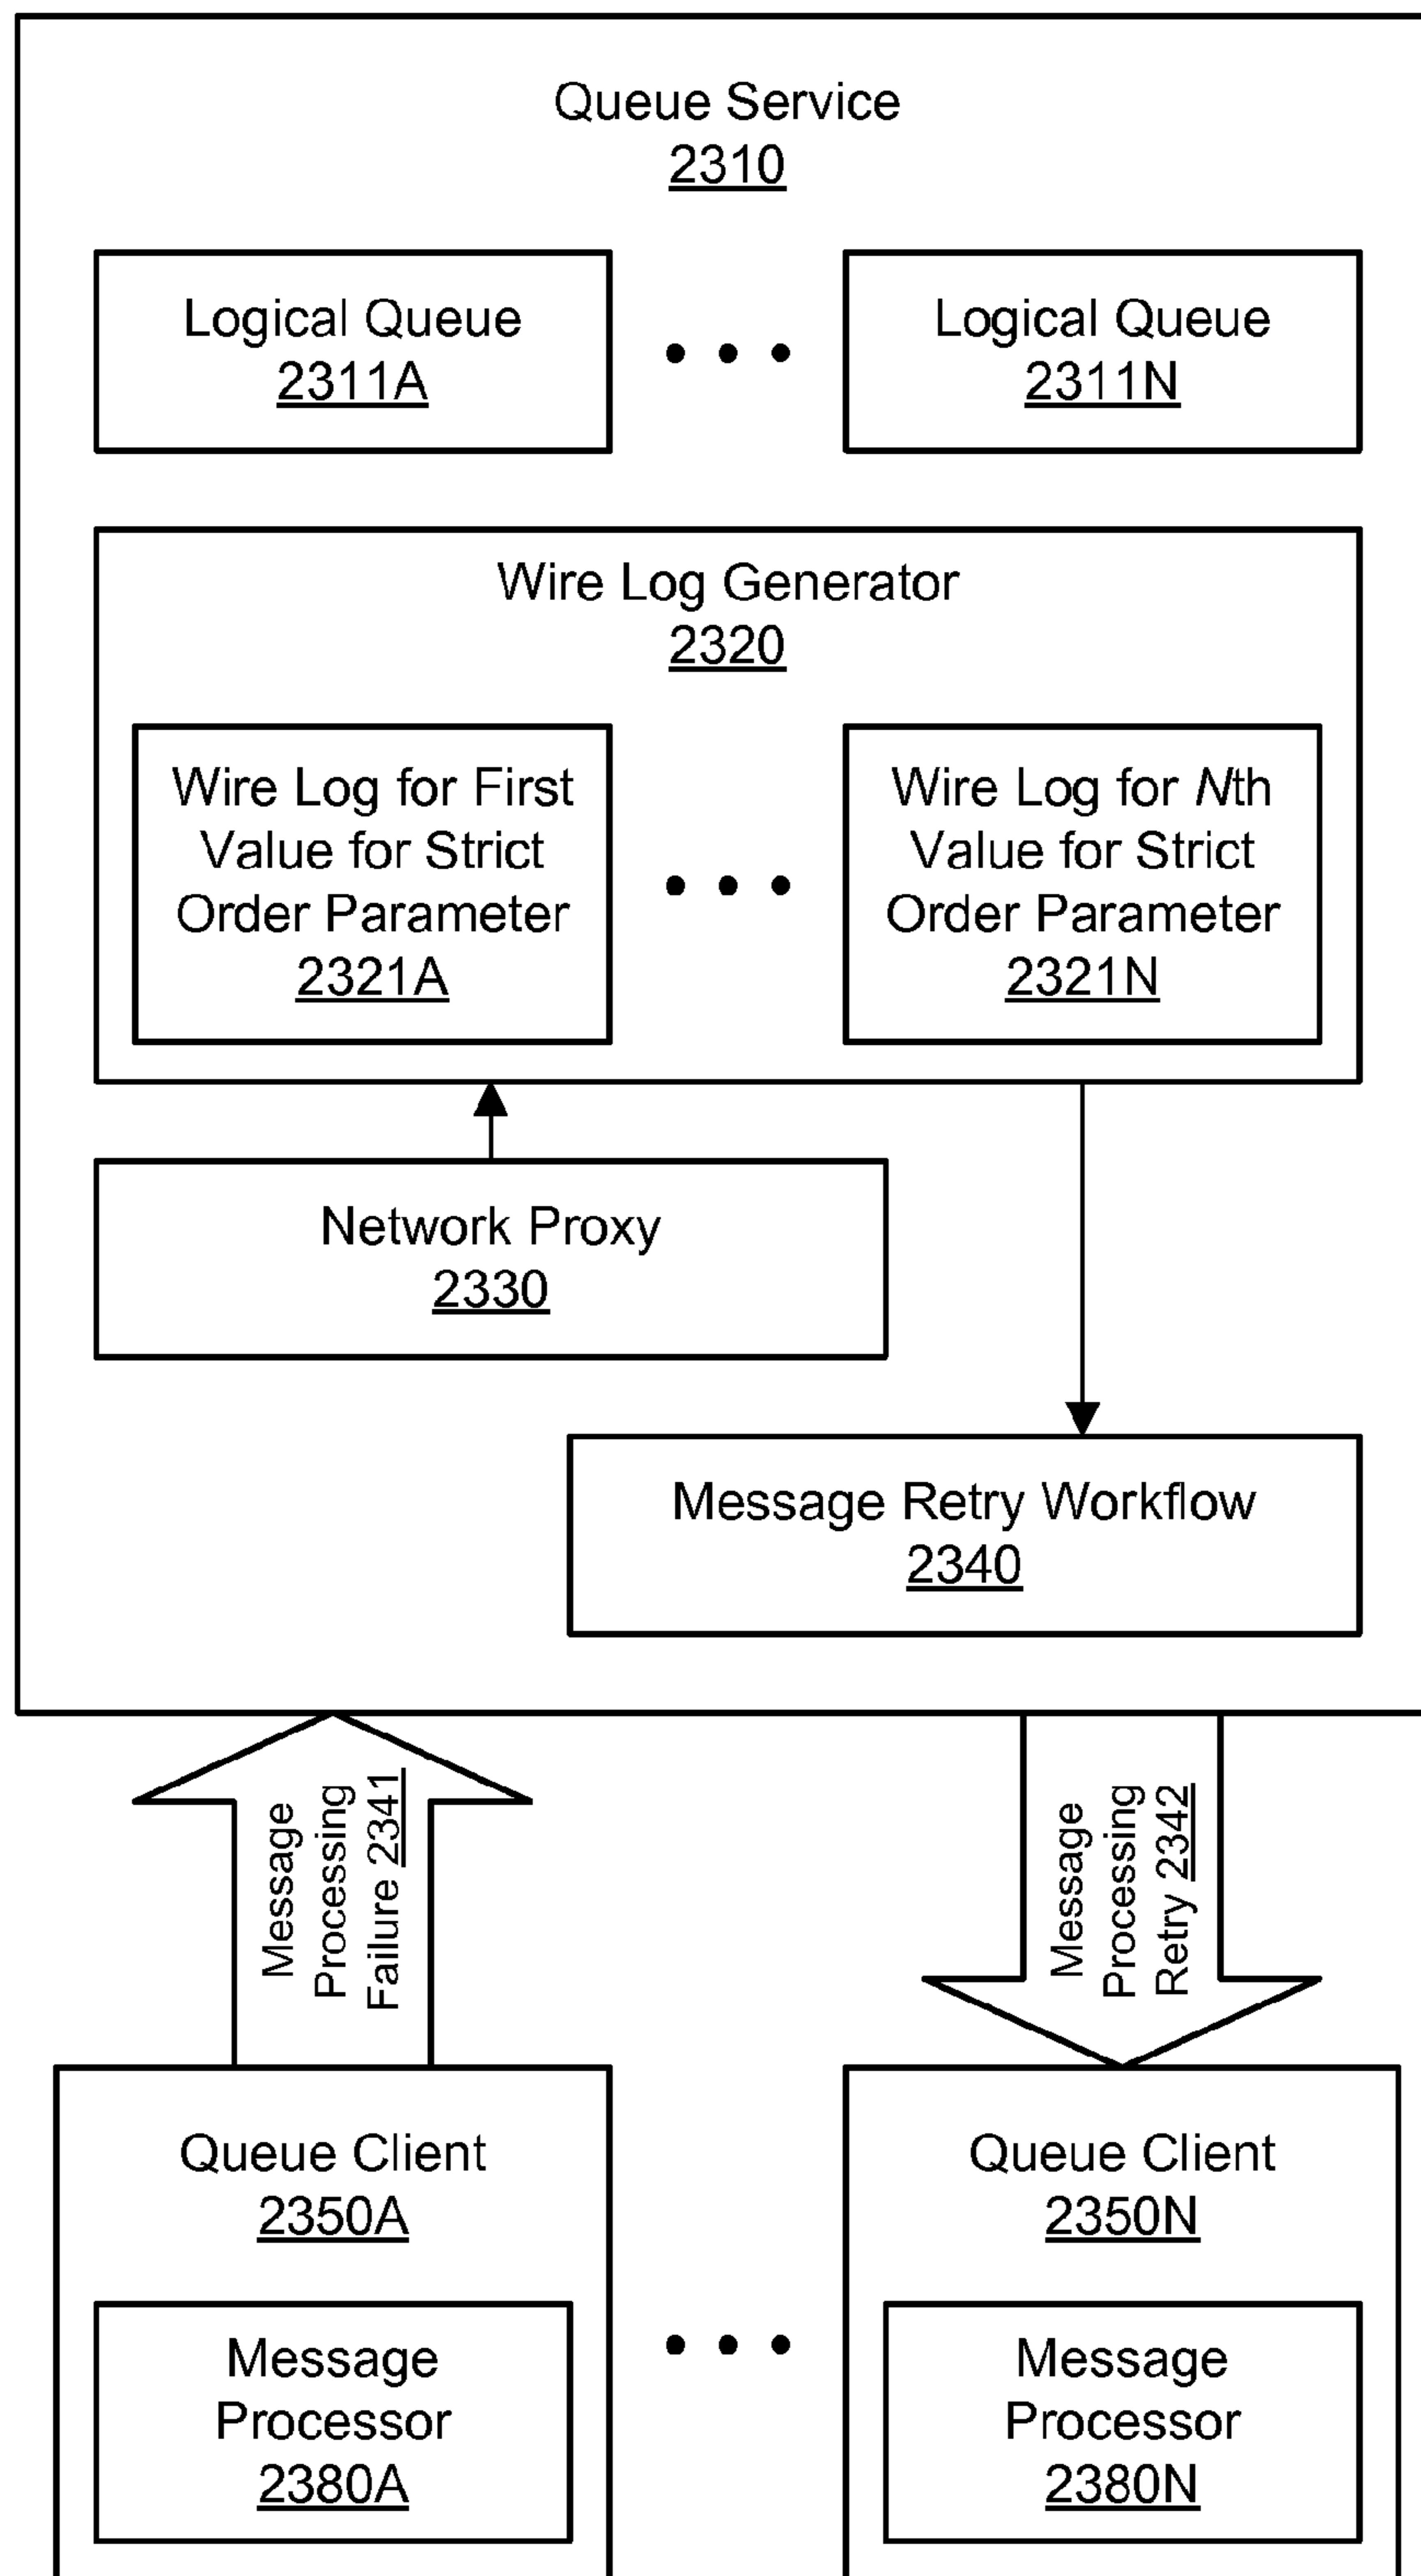 Queue Service
2310
Logical Queue
2311A
Logical Queue
2311N
Wire Log Generator
2320
Wire Log for First
Value for Strict
Order Parameter
2321A
Wire Log for Nth
Value for Strict
Order Parameter
2321N
Network Proxy
2330
Message Retry Workflow
2340
Message
Processing
Failure 2341
Message
Processing
Retry 2342
Queue Client
2350A
Message
Processor
2380A
Queue Client
2350N
Message
Processor
2380N